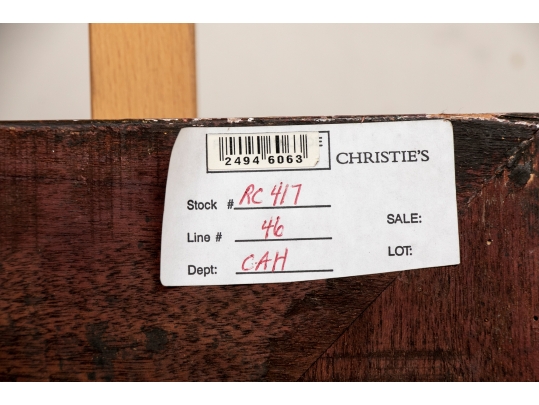 2494 6063
CHRISTIE'S
Stock # RC 417
Line # 46
SALE:
Dept: CAH
LOT: